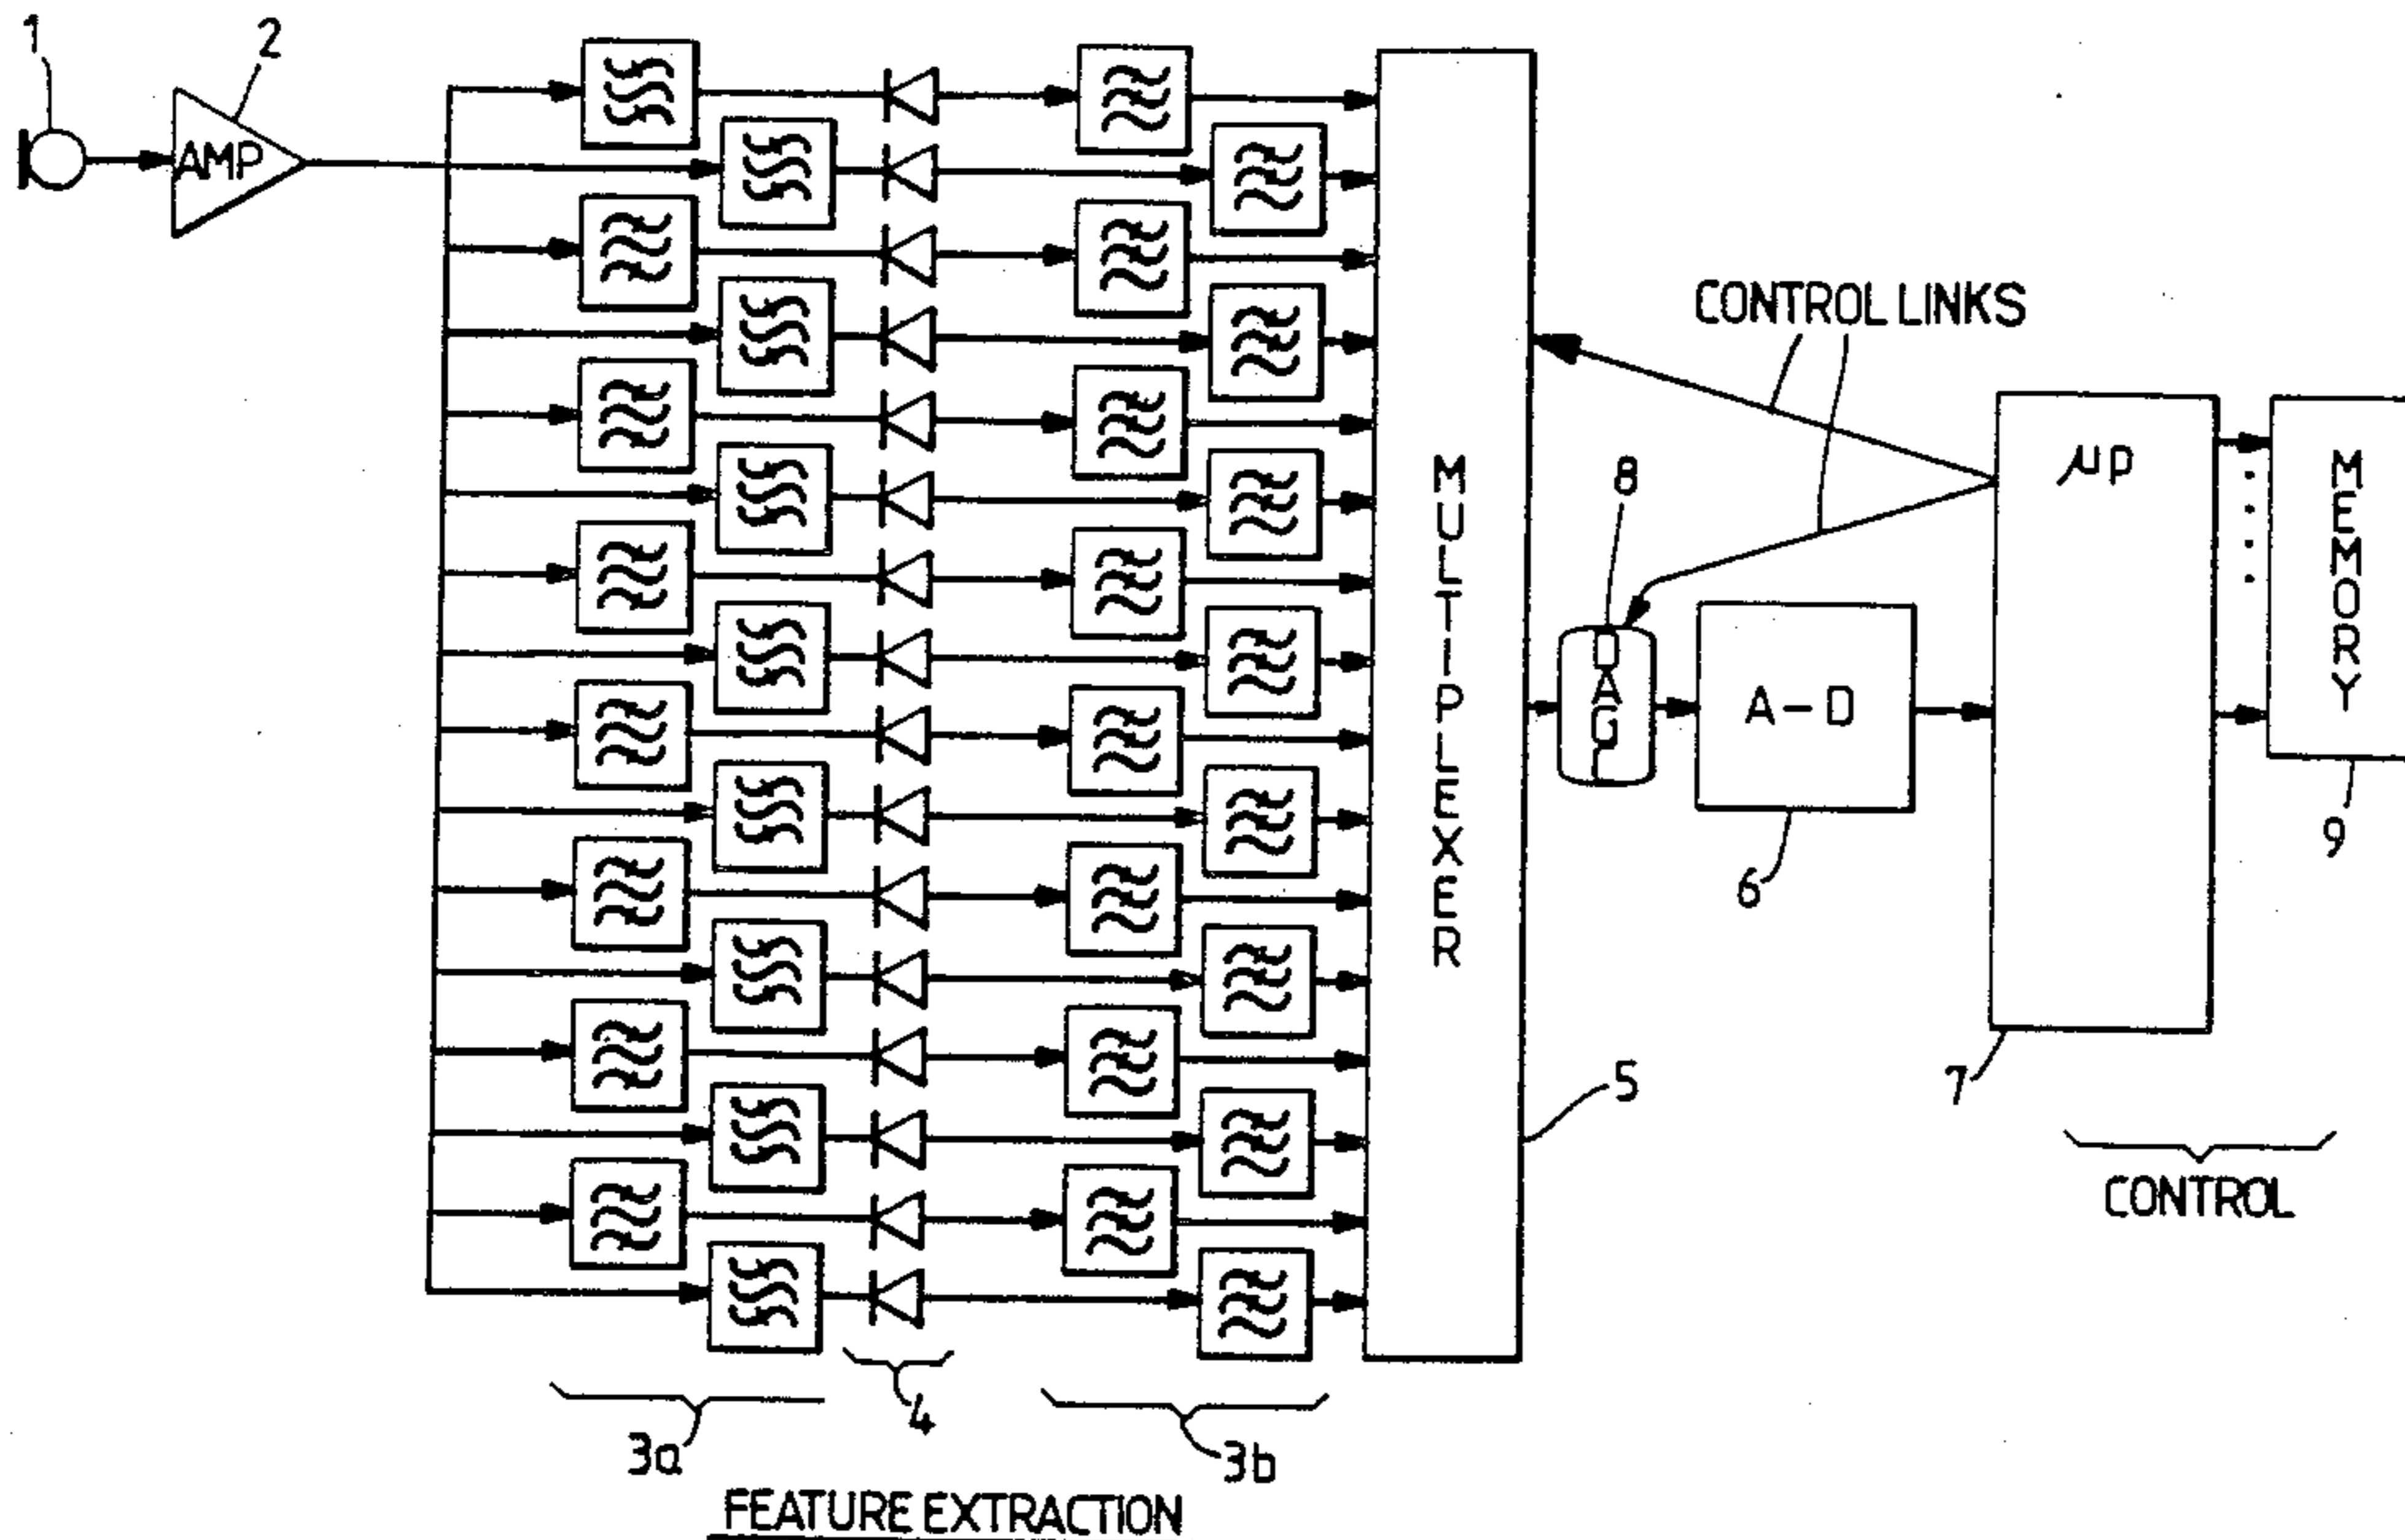 1
2
AMP
MULTIPLEXER
CONTROL LINKS
8
DAG
A-D
μp
MEMORY
6
9
5
7
CONTROL
3a
4
3b
FEATURE EXTRACTION